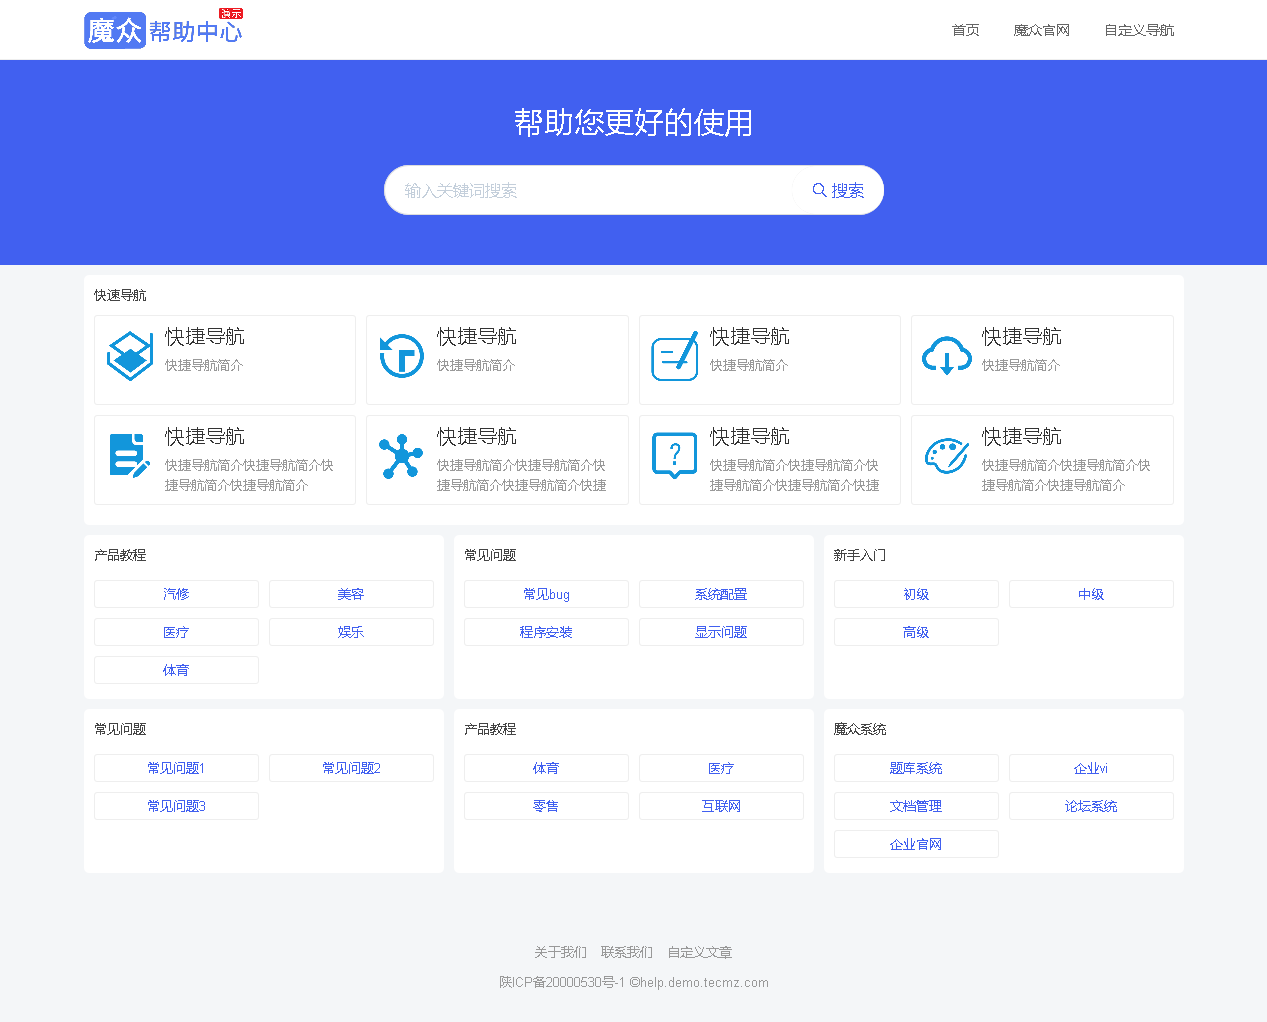 魔众帮助中心 演示
首页 魔众官网 自定义导航
帮助您更好的使用
输入关键词搜索 搜索
快速导航
快捷导航 快捷导航 快捷导航 快捷导航
快捷导航简介 快捷导航简介 快捷导航简介 快捷导航简介
快捷导航 快捷导航 快捷导航 快捷导航
快捷导航简介快捷导航简介快 快捷导航简介快捷导航简介快 快捷导航简介快捷导航简介快 快捷导航简介快捷导航简介快
捷导航简介快捷导航简介 捷导航简介快捷导航简介快捷 捷导航简介快捷导航简介快捷 捷导航简介快捷导航简介
产品教程 常见问题 新手入门
汽修 美容 常见bug 系统配置 初级 中级
医疗 娱乐 程序安装 显示问题 高级
体育
常见问题 产品教程 魔众系统
常见问题1 常见问题2 体育 医疗 题库系统 企业vi
常见问题3 零售 互联网 文档管理 论坛系统
企业官网
关于我们 联系我们 自定义文章
陕ICP备20000530号-1 ©help.demo.tecmz.com